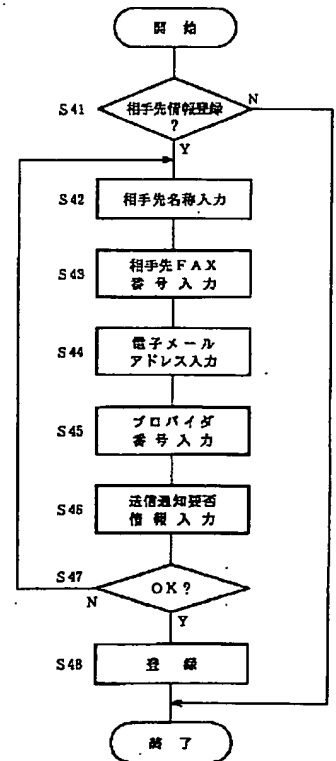 開始
S41
相手先情報登録
?
N
Y
S42
相手先名称入力
S43
相手先FAX
番号入力
S44
電子メール
アドレス入力
S45
プロバイダ
番号入力
S46
送信通知要否
情報入力
S47
OK?
N
Y
S48
登録
終了